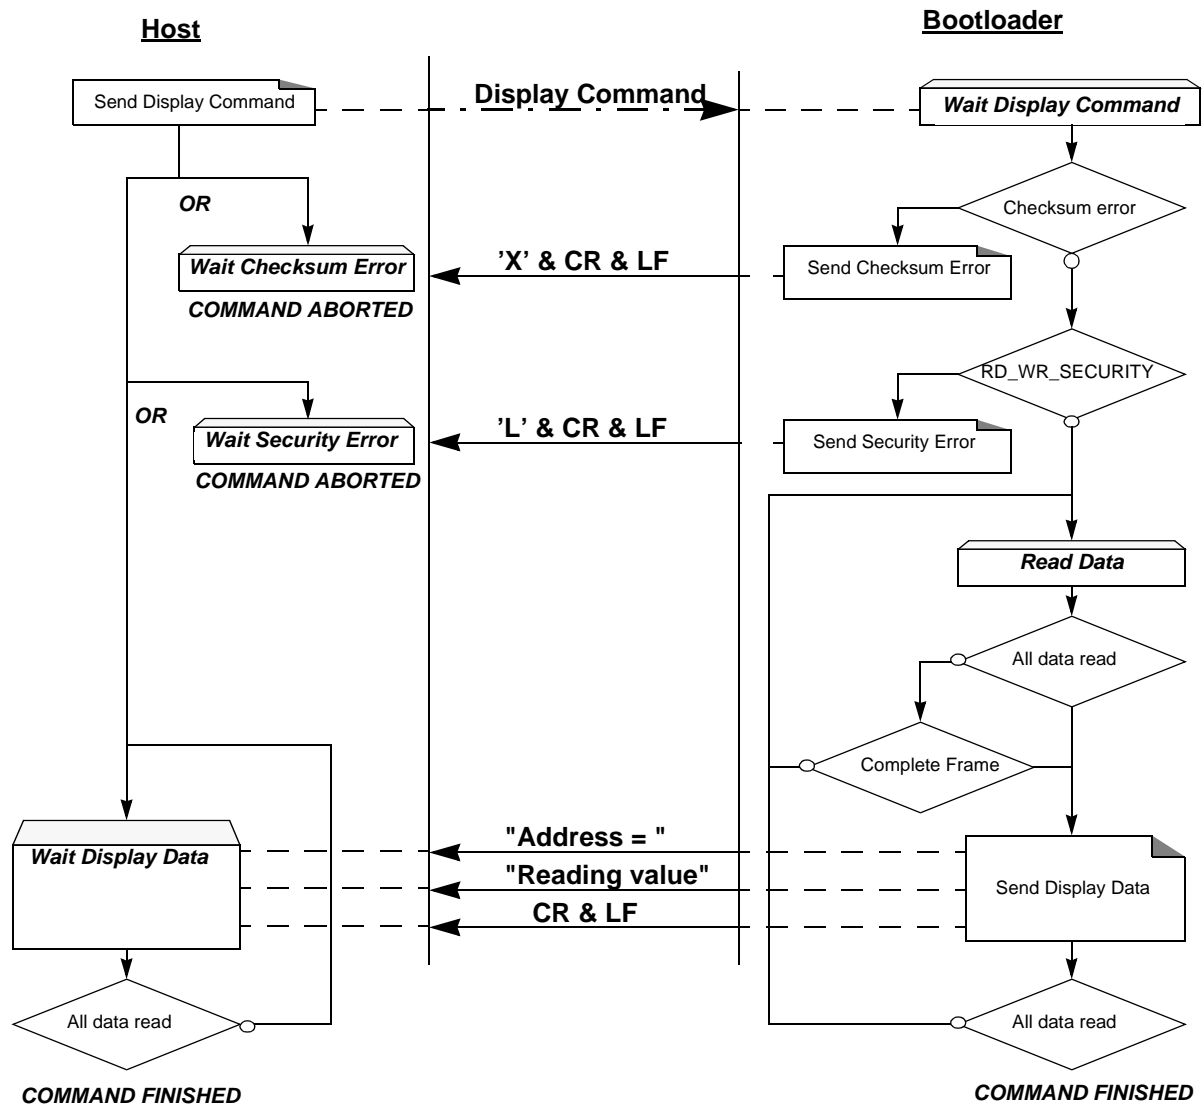 Host
Bootloader
Send Display Command
Display Command
Wait Display Command
OR
Checksum error
Wait Checksum Error
'X' & CR & LF
Send Checksum Error
COMMAND ABORTED
RD_WR_SECURITY
OR
Wait Security Error
'L' & CR & LF
Send Security Error
COMMAND ABORTED
Read Data
All data read
Complete Frame
Wait Display Data
"Address = "
"Reading value"
CR & LF
Send Display Data
All data read
All data read
COMMAND FINISHED
COMMAND FINISHED